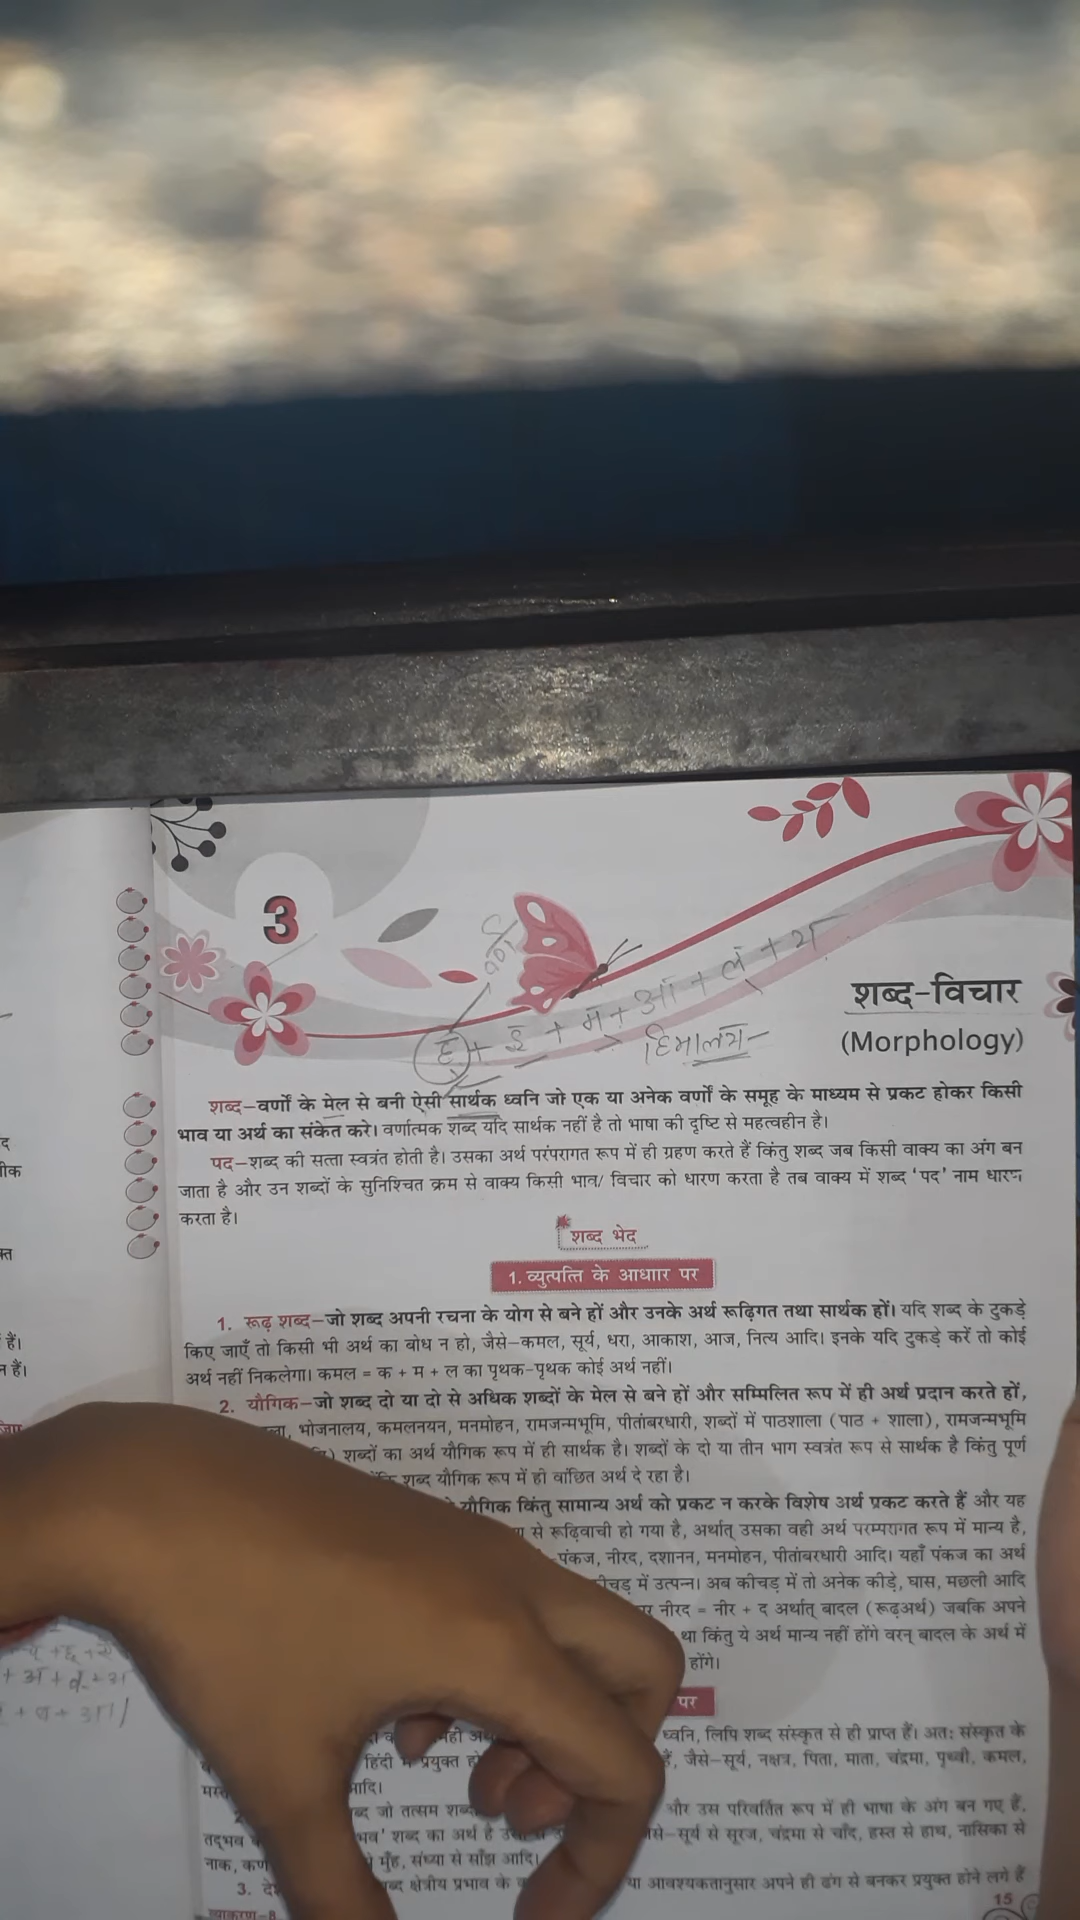 3
वर्ण
ह + इ + म + आ + ल + य
हिमालय
शब्द-विचार
(Morphology)
शब्द–वर्णों के मेल से बनी ऐसी सार्थक ध्वनि जो एक या अनेक वर्णों के समूह के माध्यम से प्रकट होकर किसी
भाव या अर्थ का संकेत करे। वर्णात्मक शब्द यदि सार्थक नहीं है तो भाषा की दृष्टि से महत्वहीन है।
पद–शब्द की सत्ता स्वत्रंत होती है। उसका अर्थ परंपरागत रूप में ही ग्रहण करते हैं किंतु शब्द जब किसी वाक्य का अंग बन
जाता है और उन शब्दों के सुनिश्चित क्रम से वाक्य किसी भाव/ विचार को धारण करता है तब वाक्य में शब्द ‘पद’ नाम धारण
करता है।
शब्द भेद
1. व्युत्पत्ति के आधाार पर
1. रूढ़ शब्द–जो शब्द अपनी रचना के योग से बने हों और उनके अर्थ रूढ़िगत तथा सार्थक हों। यदि शब्द के टुकड़े
किए जाएँ तो किसी भी अर्थ का बोध न हो, जैसे–कमल, सूर्य, धरा, आकाश, आज, नित्य आदि। इनके यदि टुकड़े करें तो कोई
अर्थ नहीं निकलेगा। कमल = क + म + ल का पृथक-पृथक कोई अर्थ नहीं।
2. यौगिक–जो शब्द दो या दो से अधिक शब्दों के मेल से बने हों और सम्मिलित रूप में ही अर्थ प्रदान करते हों,
भोजनालय, कमलनयन, मनमोहन, रामजन्मभूमि, पीतांबरधारी, शब्दों में पाठशाला (पाठ + शाला), रामजन्मभूमि
शब्दों का अर्थ यौगिक रूप में ही सार्थक है। शब्दों के दो या तीन भाग स्वत्रंत रूप से सार्थक है किंतु पूर्ण
शब्द यौगिक रूप में ही वांछित अर्थ दे रहा है।
यौगिक किंतु सामान्य अर्थ को प्रकट न करके विशेष अर्थ प्रकट करते हैं और यह
से रूढ़िवाची हो गया है, अर्थात् उसका वही अर्थ परम्परागत रूप में मान्य है,
पंकज, नीरद, दशानन, मनमोहन, पीतांबरधारी आदि। यहाँ पंकज का अर्थ
में उत्पन्न। अब कीचड़ में तो अनेक कीड़े, घास, मछली आदि
नीरद = नीर + द अर्थात् बादल (रूढ़अर्थ) जबकि अपने
था किंतु ये अर्थ मान्य नहीं होंगे वरन् बादल के अर्थ में
होंगे।
पर
ध्वनि, लिपि शब्द संस्कृत से ही प्राप्त हैं। अत: संस्कृत के
हिंदी में प्रयुक्त जैसे–सूर्य, नक्षत्र, पिता, माता, चंद्रमा, पृथ्वी, कमल,
आदि।
जो तत्सम और उस परिवर्तित रूप में ही भाषा के अंग बन गए हैं,
तद्भव शब्द का अर्थ है सूर्य से सूरज, चंद्रमा से चाँद, हस्त से हाथ, नासिका से
नाक, मुँह, संध्या से साँझ आदि।
3. क्षेत्रीय प्रभाव के या आवश्यकतानुसार अपने ही ढंग से बनकर प्रयुक्त होने लगे हैं
व्याकरण–8
15